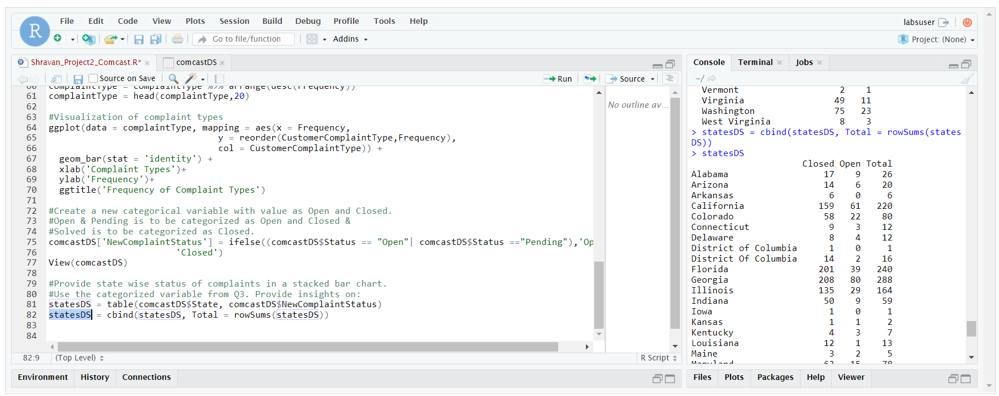 File Edit Code View Plots Session Build Debug Profile Tools Help
labsuser
Go to file/function
Addins
Project: (None)
R
Shravan_Project2_Comcast.R*
comcastDS
Source on Save
Run
Source
60 complaintType = complaintType %>% arrange(desc(Frequency))
61 complaintType = head(complaintType,20)
62
63 #Visualization of complaint types
64 ggplot(data = complaintType, mapping = aes(x = Frequency,
65 y = reorder(CustomerComplaintType,Frequency),
66 col = CustomerComplaintType)) +
67 geom_bar(stat = 'identity') +
68 xlab('Complaint Types')+
69 ylab('Frequency')+
70 ggtitle('Frequency of Complaint Types')
71
72 #Create a new categorical variable with value as Open and Closed.
73 #Open & Pending is to be categorized as Open and Closed &
74 #Solved is to be categorized as Closed.
75 comcastDS['NewComplaintStatus'] = ifelse((comcastDS$Status == "Open"| comcastDS$Status =="Pending"),'Op
76 'Closed')
77 View(comcastDS)
78
79 #Provide state wise status of complaints in a stacked bar chart.
80 #Use the categorized variable from Q3. Provide insights on:
81 statesDS = table(comcastDS$State, comcastDS$NewComplaintStatus)
82 statesDS = cbind(statesDS, Total = rowSums(statesDS))
83
84
No outline av...
82:9 (Top Level) R Script
Environment History Connections
Console Terminal Jobs
~/
Vermont 2 1
Virginia 49 11
Washington 75 23
West Virginia 8 3
> statesDS = cbind(statesDS, Total = rowSums(states
DS))
> statesDS
Closed Open Total
Alabama 17 9 26
Arizona 14 6 20
Arkansas 6 0 6
California 159 61 220
Colorado 58 22 80
Connecticut 9 3 12
Delaware 8 4 12
District of Columbia 1 0 1
District Of Columbia 14 2 16
Florida 201 39 240
Georgia 208 80 288
Illinois 135 29 164
Indiana 50 9 59
Iowa 1 0 1
Kansas 1 1 2
Kentucky 4 3 7
Louisiana 12 1 13
Maine 3 2 5
Maryland 63 15 78
Files Plots Packages Help Viewer